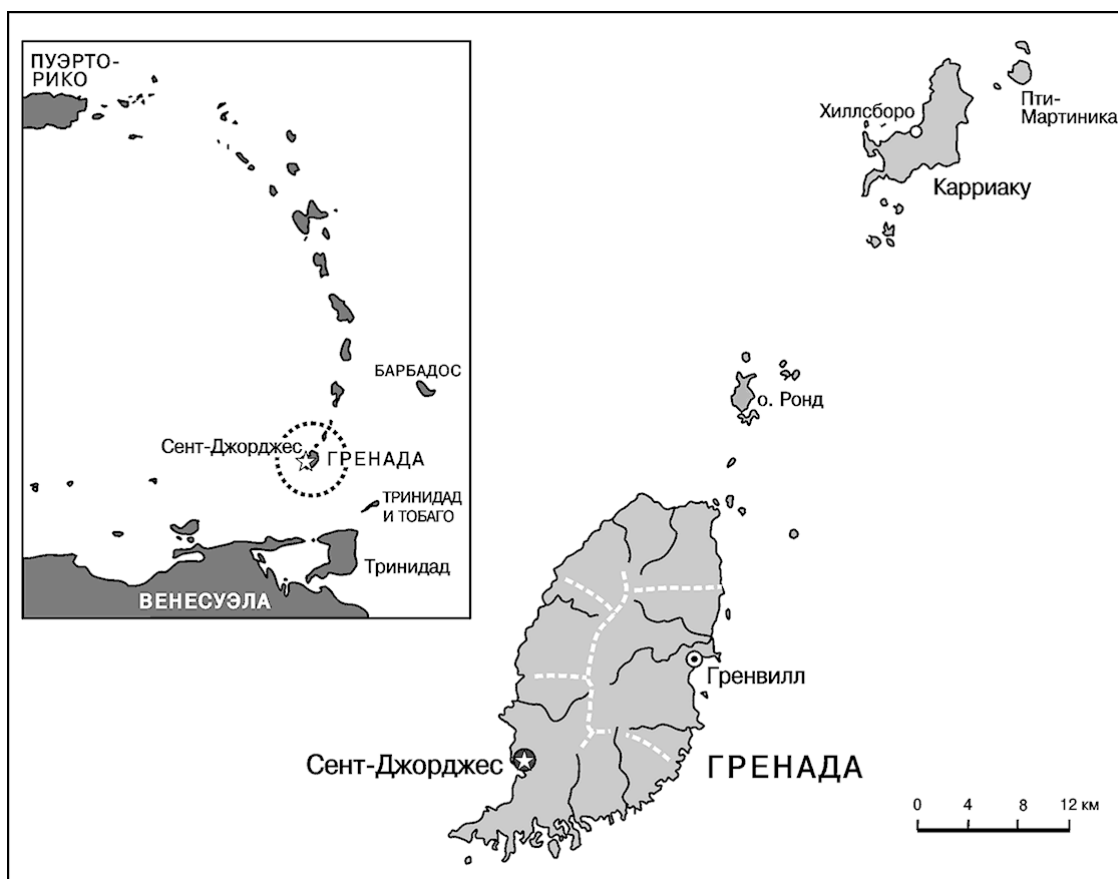 ПУЭРТО-
РИКО
БАРБАДОС
Сент-Джорджес
ГРЕНАДА
ТРИНИДАД
И ТОБАГО
Тринидад
ВЕНЕСУЭЛА
Хиллсборо
Пти-
Мартиника
Карриаку
о. Ронд
Гренвилл
Сент-Джорджес
ГРЕНАДА
0 4 8 12 км